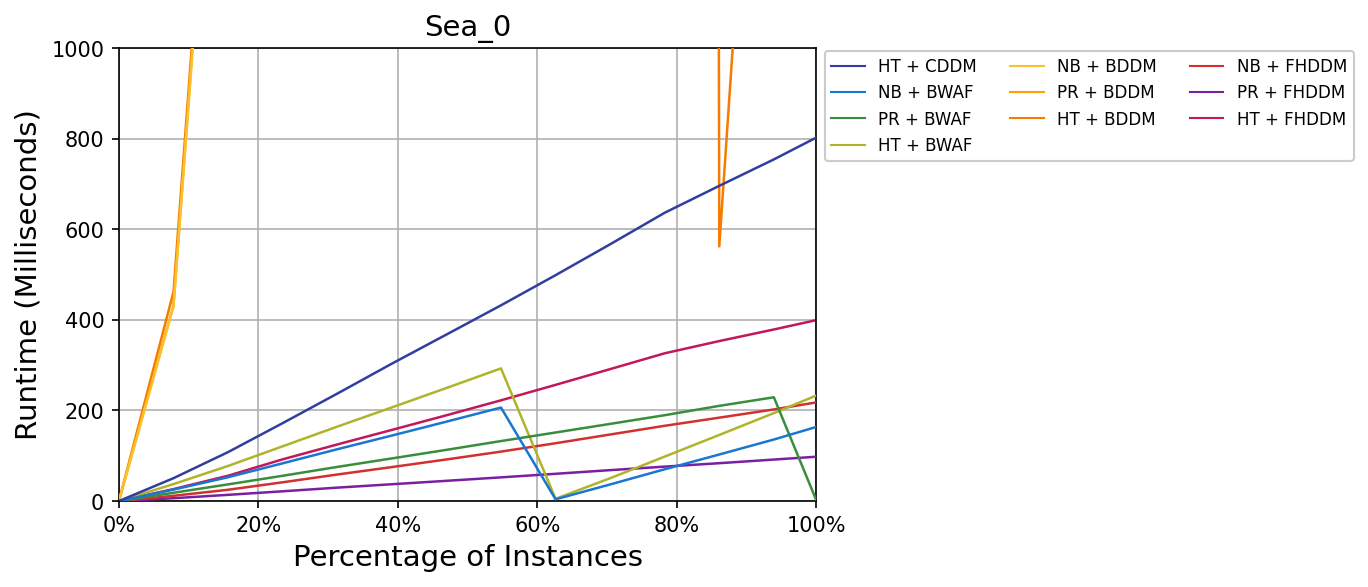 Sea_0
Runtime (Milliseconds)
1000
800
600
400
200
0
0%
20%
40%
60%
80%
100%
Percentage of Instances
HT + CDDM
NB + BWAF
PR + BWAF
HT + BWAF
NB + BDDM
PR + BDDM
HT + BDDM
NB + FHDDM
PR + FHDDM
HT + FHDDM